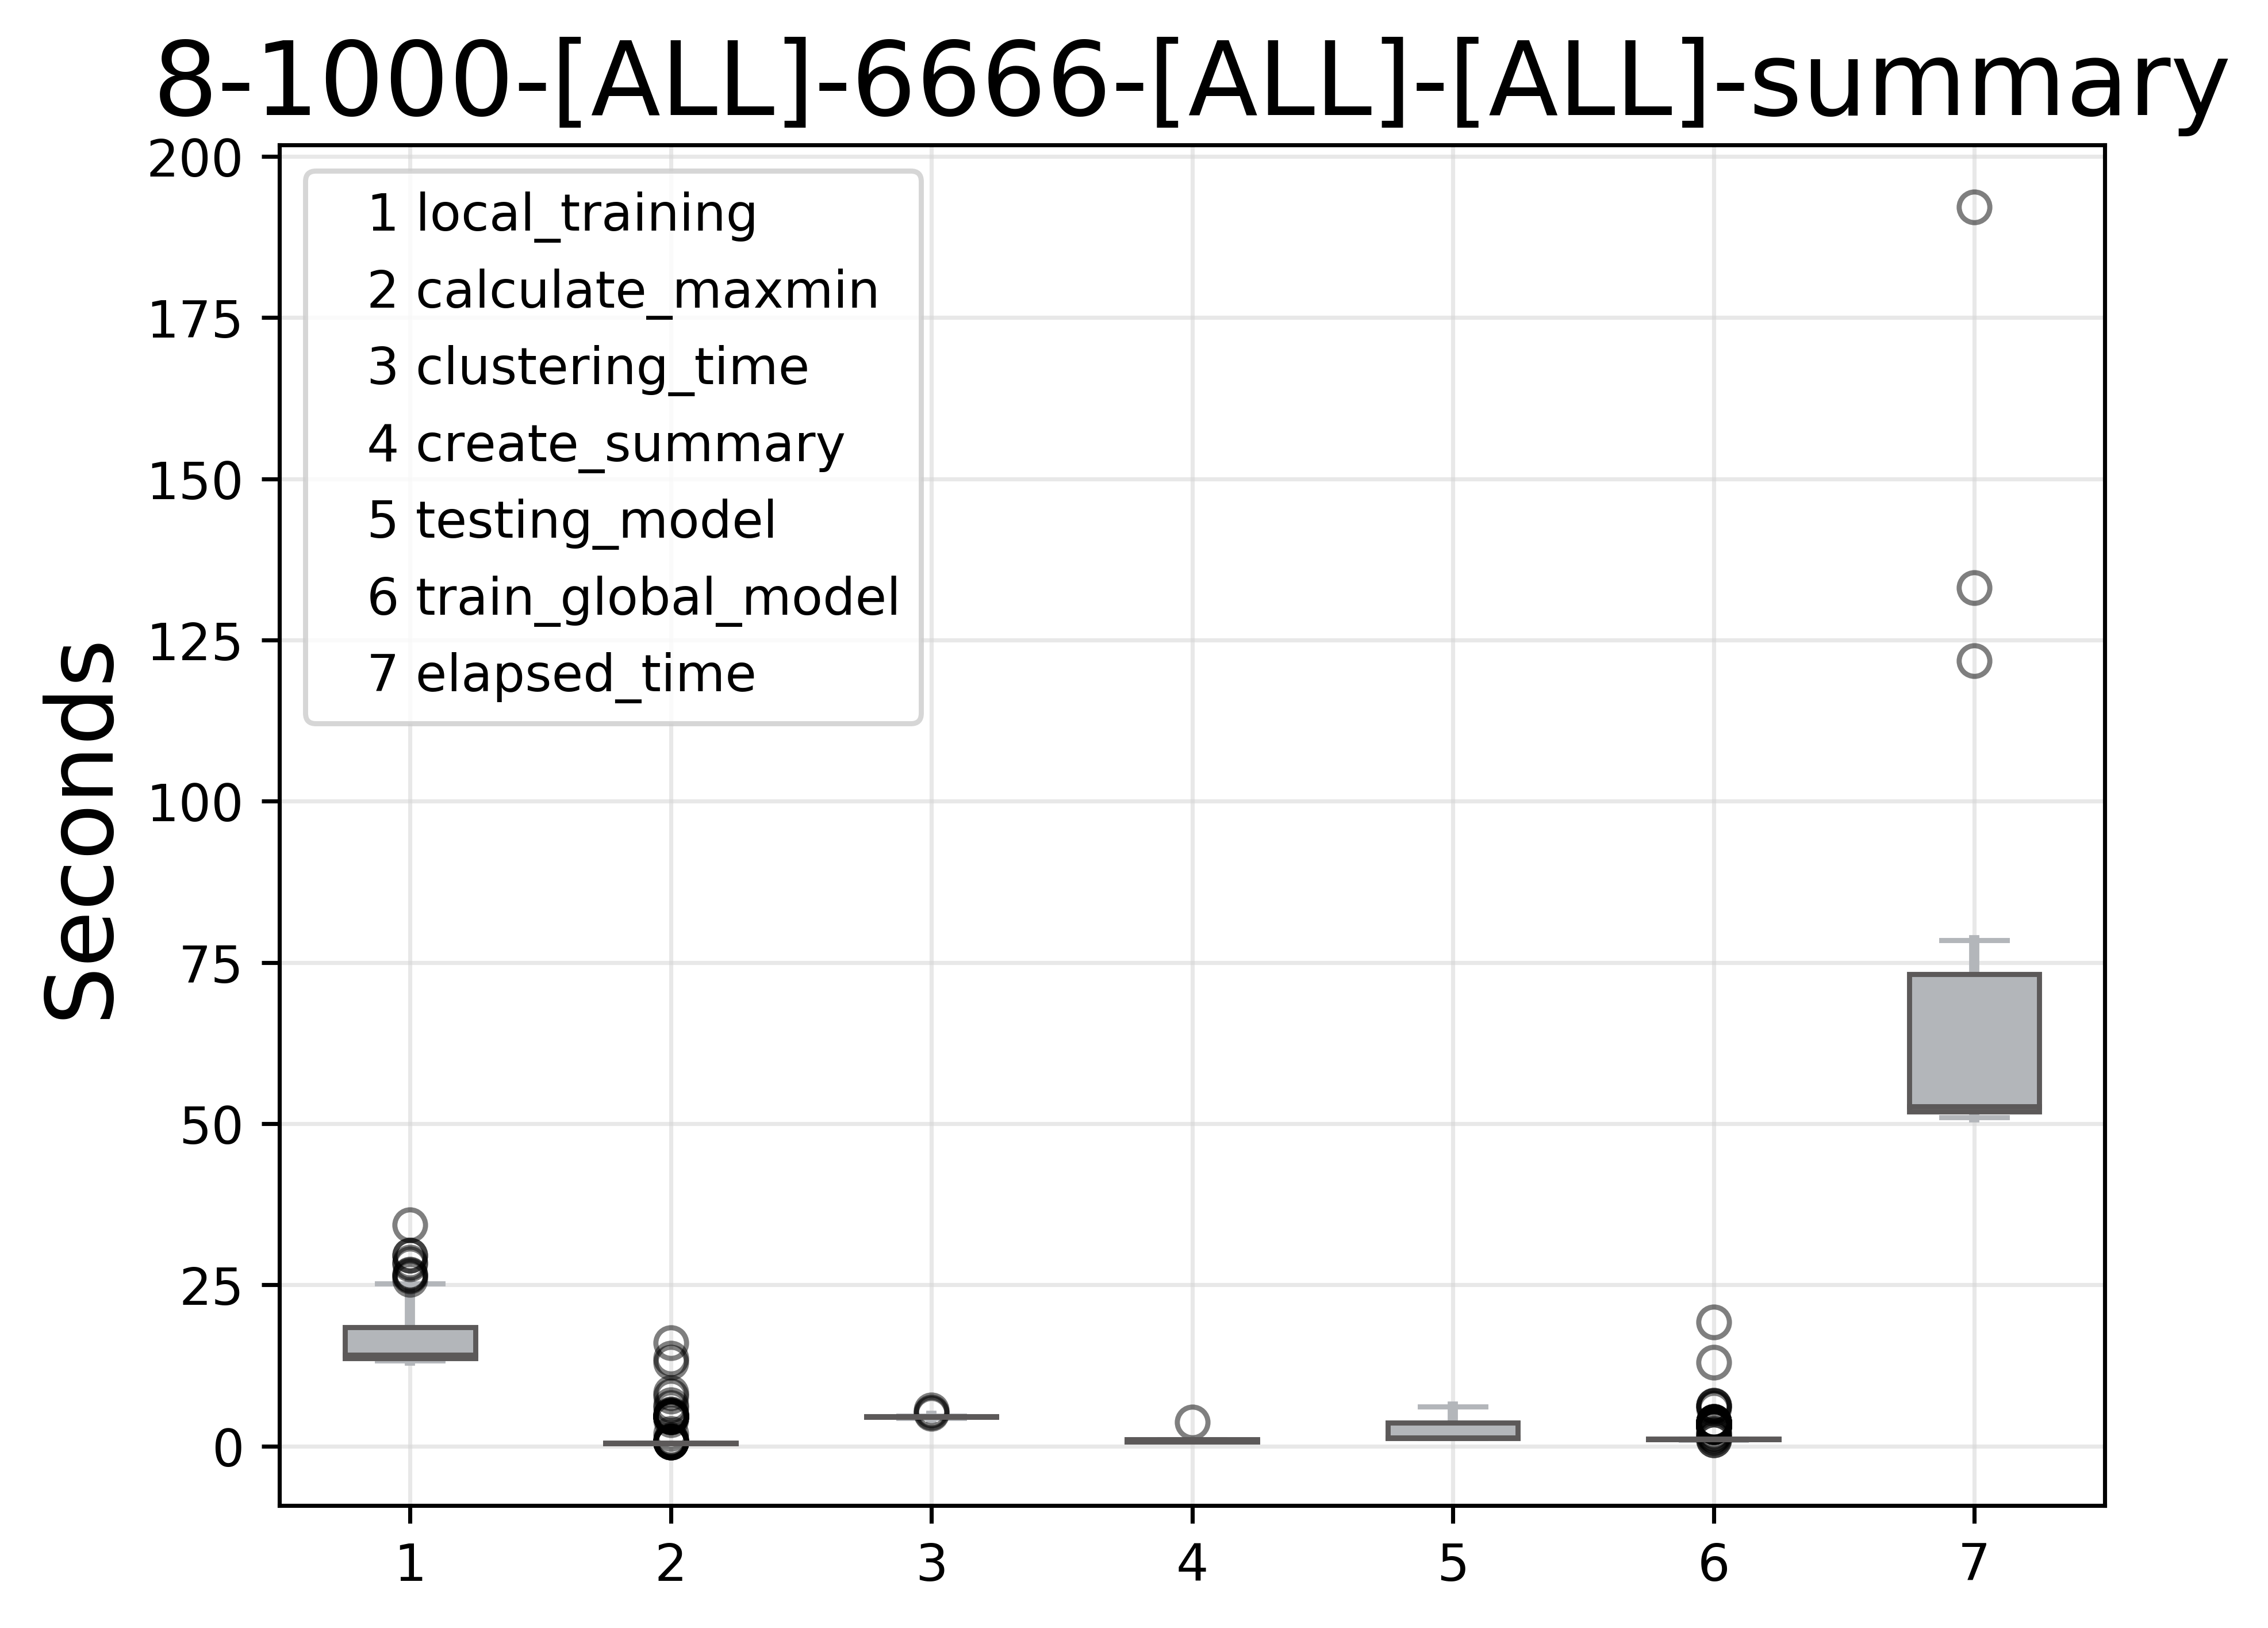 8-1000-[ALL]-6666-[ALL]-[ALL]-summary
200
175
150
125
100
75
50
25
0
Seconds
1 local_training
2 calculate_maxmin
3 clustering_time
4 create_summary
5 testing_model
6 train_global_model
7 elapsed_time
1 2 3 4 5 6 7